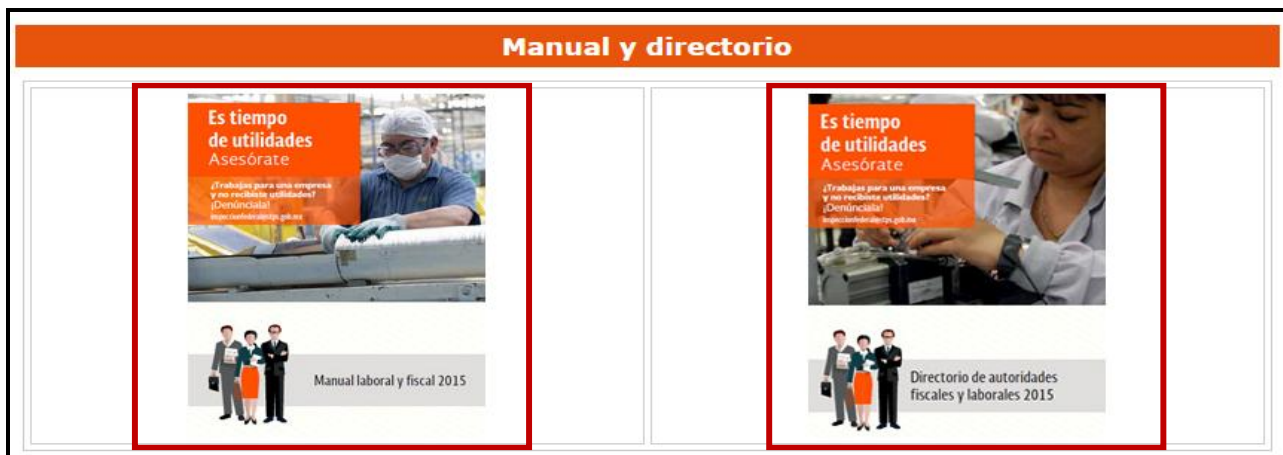 Manual y directorio
Es tiempo
de utilidades
Asesórate
¿Trabajas para una empresa
y no recibiste utilidades?
¡Denúnciala!
Manual laboral y fiscal 2015
Es tiempo
de utilidades
Asesórate
¿Trabajas para una empresa
y no recibiste utilidades?
¡Denúnciala!
Directorio de autoridades
fiscales y laborales 2015